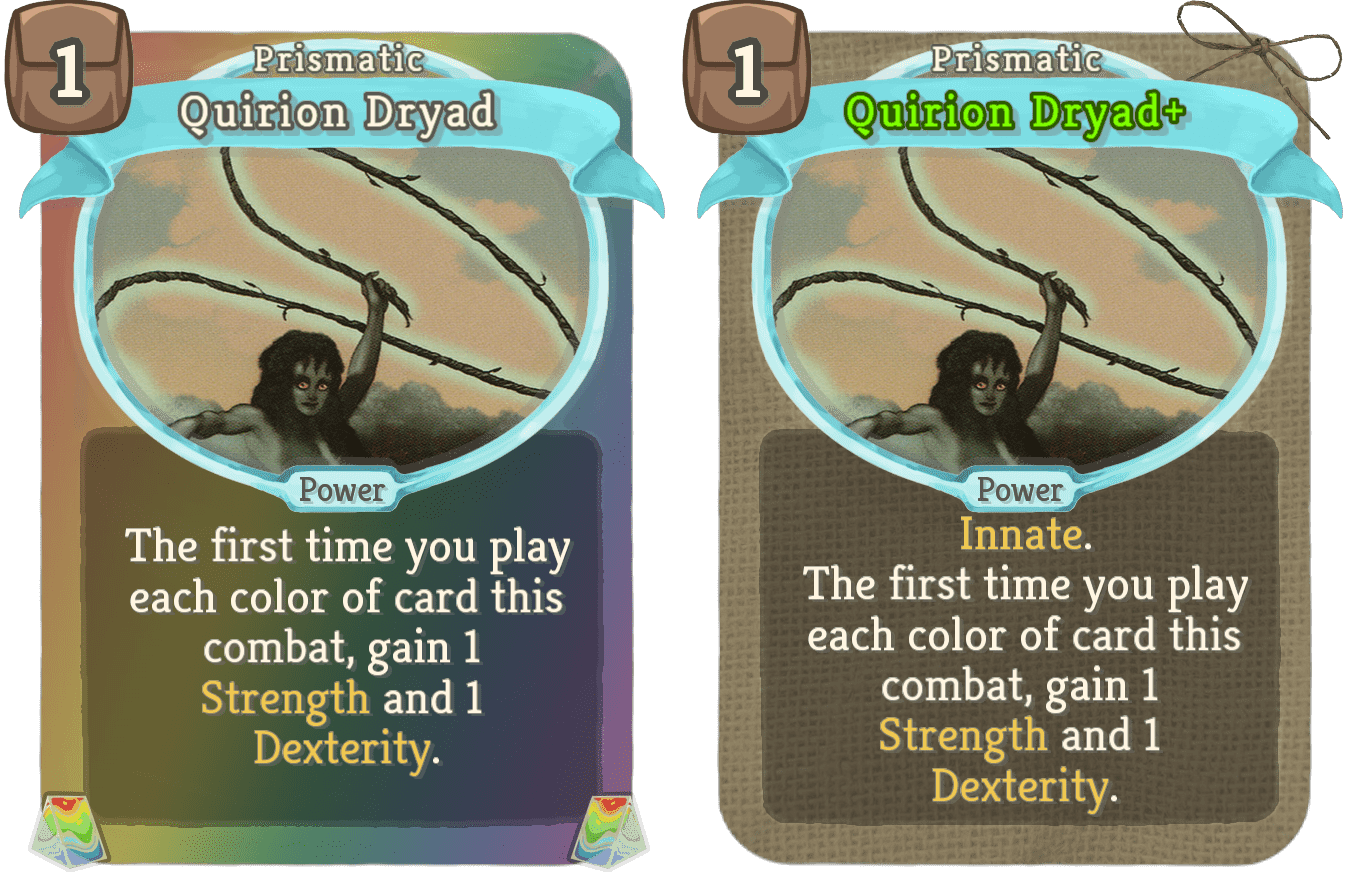 1
Prismatic
Quirion Dryad
Power
The first time you play
each color of card this
combat, gain 1
Strength and 1
Dexterity.
1
Prismatic
Quirion Dryad+
Power
Innate.
The first time you play
each color of card this
combat, gain 1
Strength and 1
Dexterity.